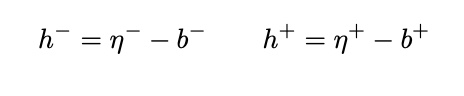 h⁻ = η⁻ − b⁻ h⁺ = η⁺ − b⁺